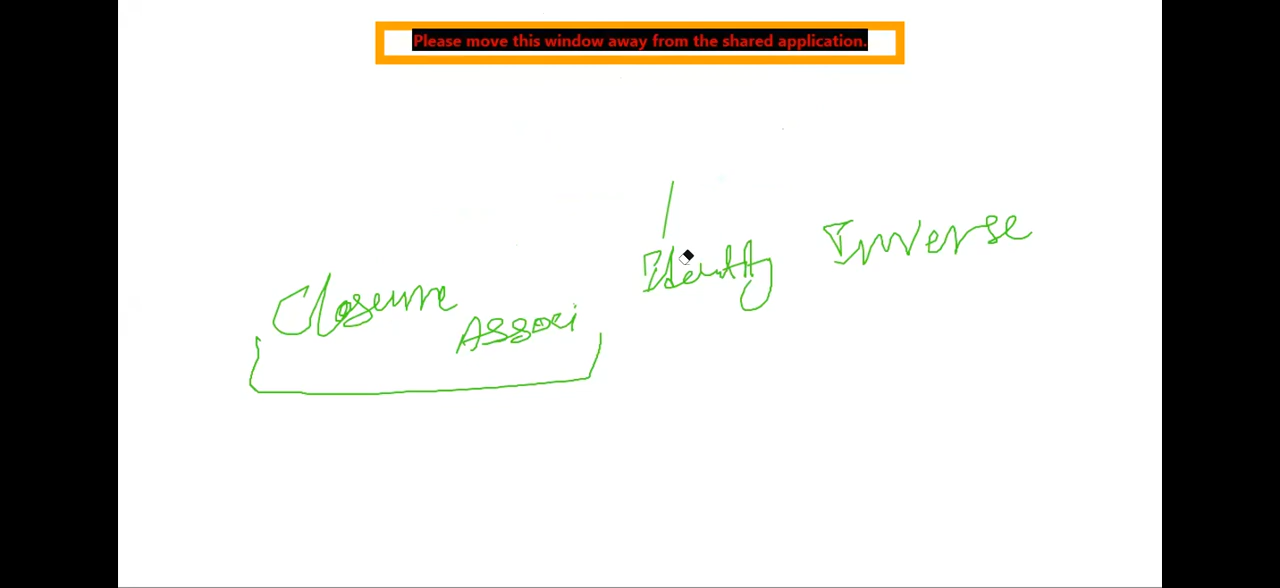 Please move this window away from the shared application.
Closure Associ Identity Inverse